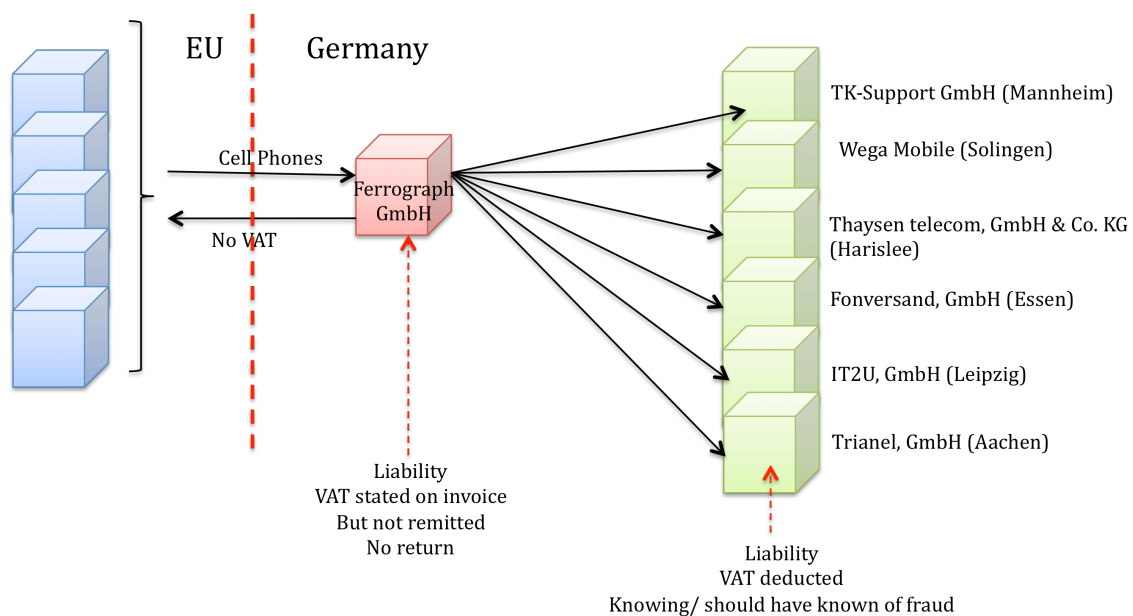 EU
Germany
Cell Phones
No VAT
Ferrograph
GmbH
TK-Support GmbH (Mannheim)
Wega Mobile (Solingen)
Thaysen telecom, GmbH & Co. KG
(Harislee)
Fonversand, GmbH (Essen)
IT2U, GmbH (Leipzig)
Trianel, GmbH (Aachen)
Liability
VAT stated on invoice
But not remitted
No return
Liability
VAT deducted
Knowing/ should have known of fraud